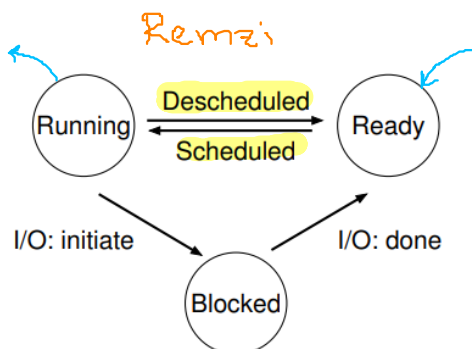 Remzi
Descheduled
Running
Ready
Scheduled
I/O: initiate
I/O: done
Blocked